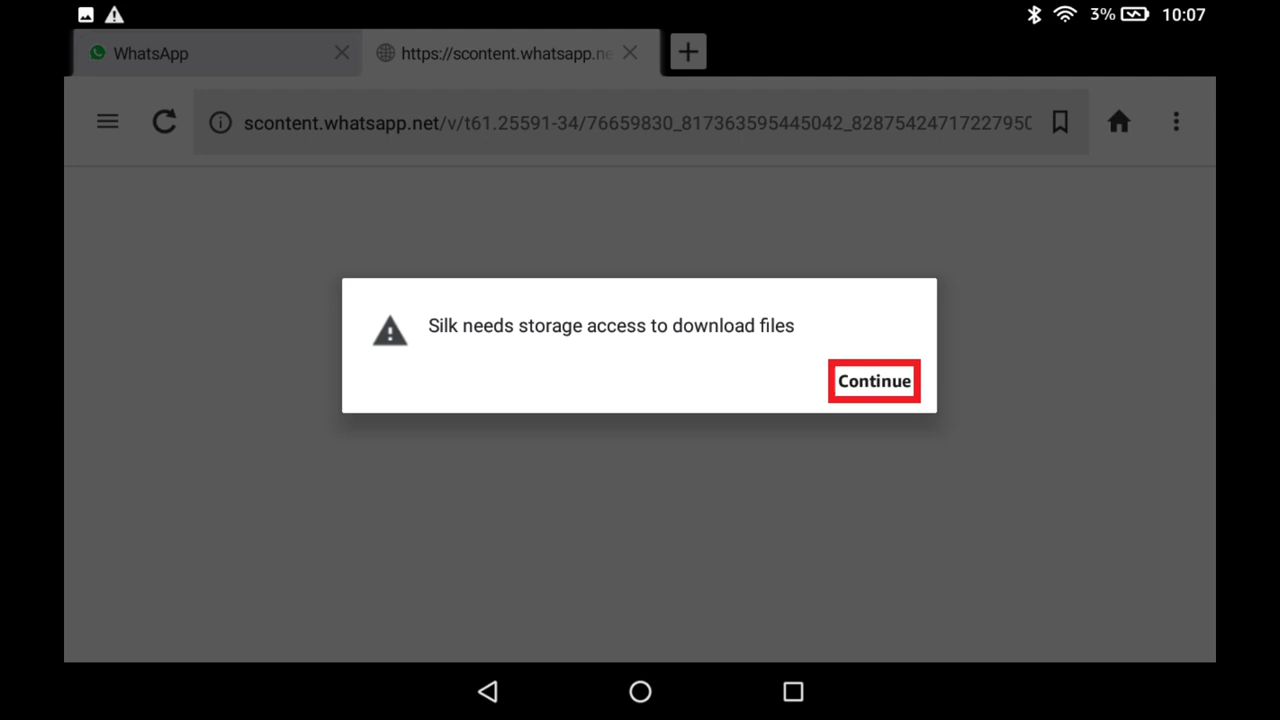 3% 10:07
WhatsApp https://scontent.whatsapp.ne
scontent.whatsapp.net/v/t61.25591-34/76659830_817363595445042_82875424717227950
Silk needs storage access to download files
Continue